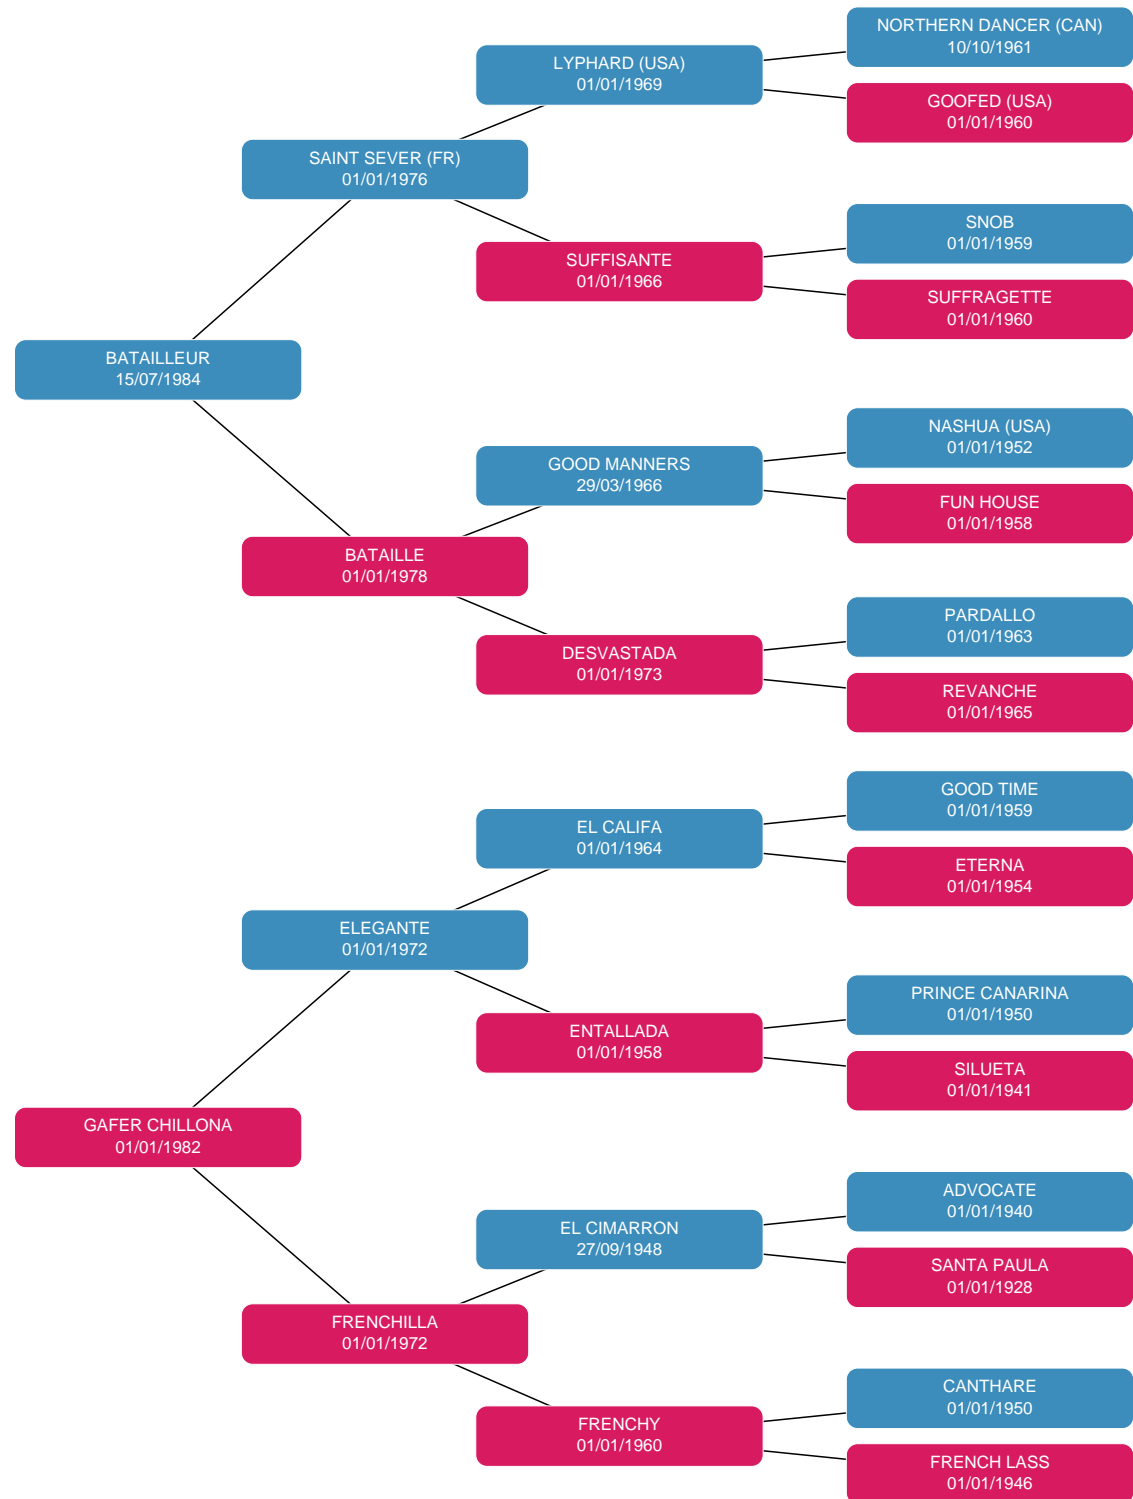 NORTHERN DANCER (CAN)
10/10/1961
LYPHARD (USA)
01/01/1969
GOOFED (USA)
01/01/1960
SAINT SEVER (FR)
01/01/1976
SNOB
01/01/1959
SUFFISANTE
01/01/1966
SUFFRAGETTE
01/01/1960
BATAILLEUR
15/07/1984
NASHUA (USA)
01/01/1952
GOOD MANNERS
29/03/1966
FUN HOUSE
01/01/1958
BATAILLE
01/01/1978
PARDALLO
01/01/1963
DESVASTADA
01/01/1973
REVANCHE
01/01/1965
GOOD TIME
01/01/1959
EL CALIFA
01/01/1964
ETERNA
01/01/1954
ELEGANTE
01/01/1972
PRINCE CANARINA
01/01/1950
ENTALLADA
01/01/1958
SILUETA
01/01/1941
GAFER CHILLONA
01/01/1982
ADVOCATE
01/01/1940
EL CIMARRON
27/09/1948
SANTA PAULA
01/01/1928
FRENCHILLA
01/01/1972
CANTHARE
01/01/1950
FRENCHY
01/01/1960
FRENCH LASS
01/01/1946